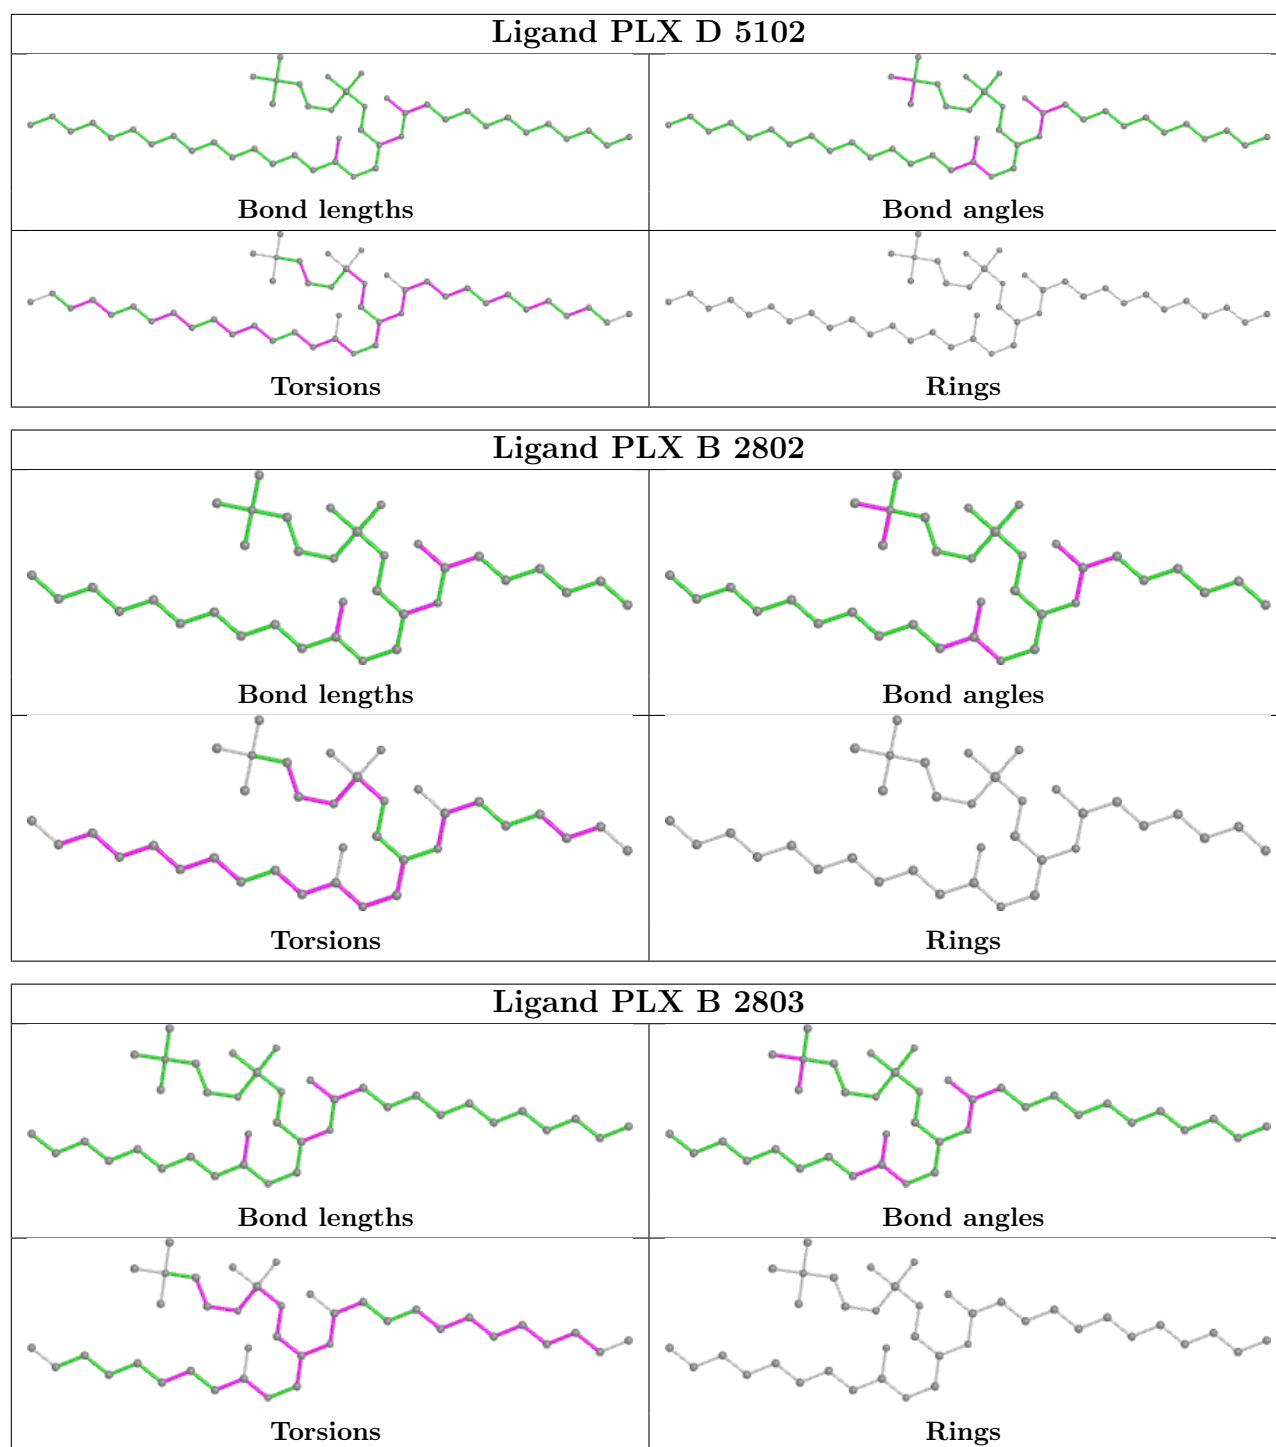 Ligand PLX D 5102
Bond lengths
Bond angles
Torsions
Rings
Ligand PLX B 2802
Bond lengths
Bond angles
Torsions
Rings
Ligand PLX B 2803
Bond lengths
Bond angles
Torsions
Rings